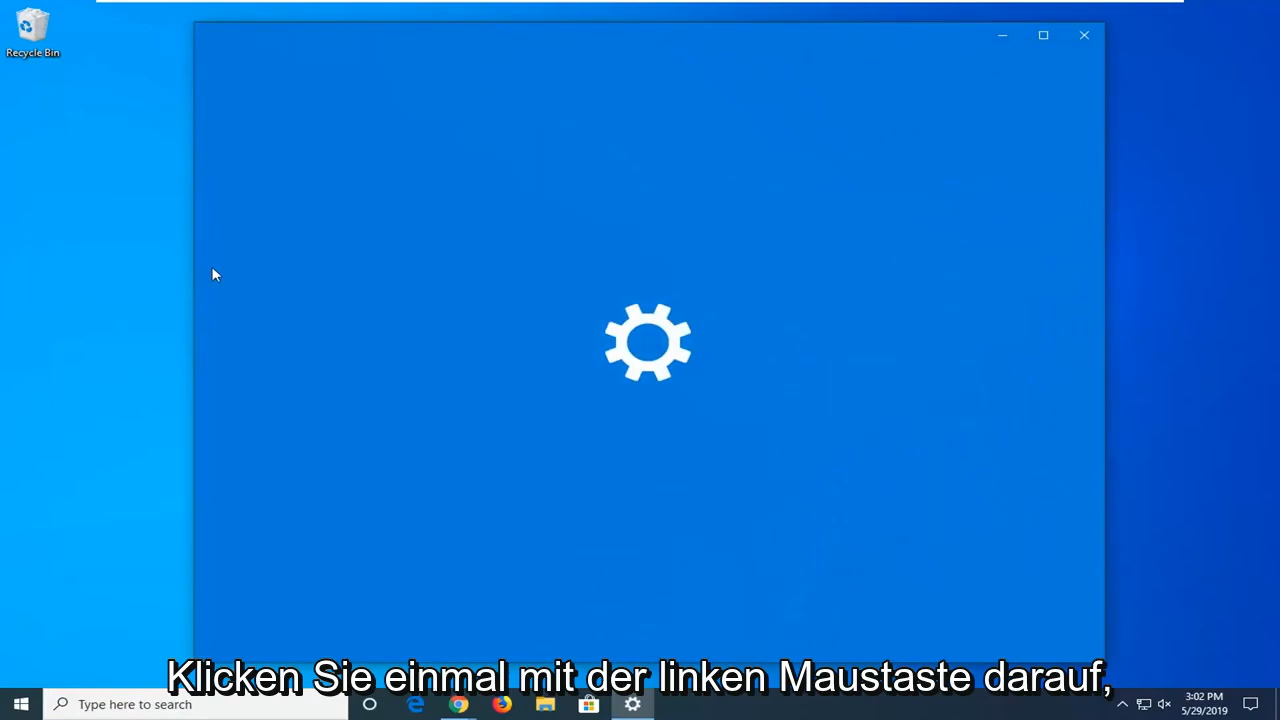 Recycle Bin
Klicken Sie einmal mit der linken Maustaste darauf,
Type here to search
3:02 PM
5/29/2019